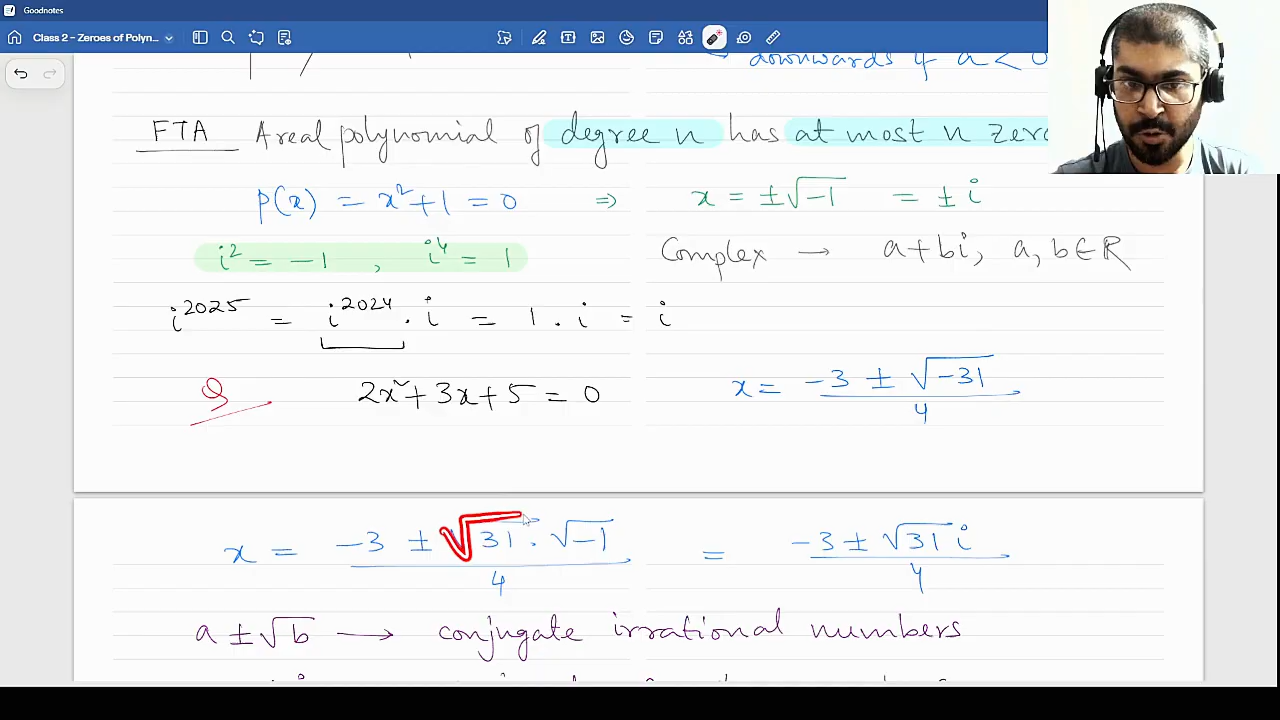 Goodnotes
Class 2 – Zeroes of Polyn...
downwards if a < 0
FTA A real polynomial of degree n has at most n zero
p(x) = x²+1 = 0 ⇒ x = ±√-1 = ± i
i² = -1 , i⁴ = 1 Complex → a+bi, a, b ∈ ℝ
i²⁰²⁵ = i²⁰²⁴ . i = 1 . i = i
Q 2x²+3x+5 = 0 x = (-3 ± √-31)/4
x = (-3 ± √31 . √-1)/4 = (-3 ± √31 i)/4
a ± √b → conjugate irrational numbers